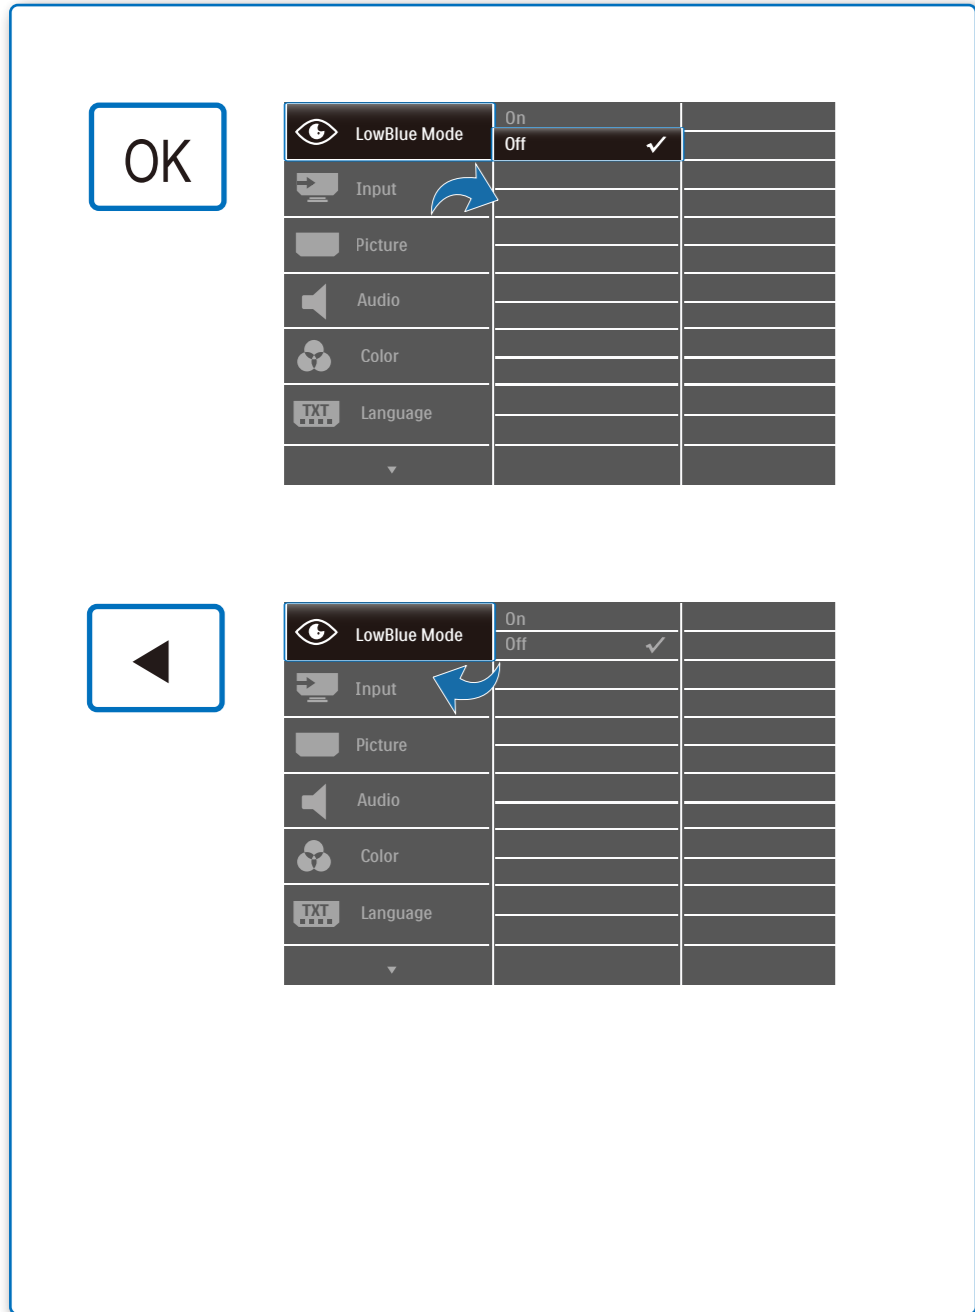 OK
LowBlue Mode
On
Off
Input
Picture
Audio
Color
TXT
Language
LowBlue Mode
On
Off
Input
Picture
Audio
Color
TXT
Language